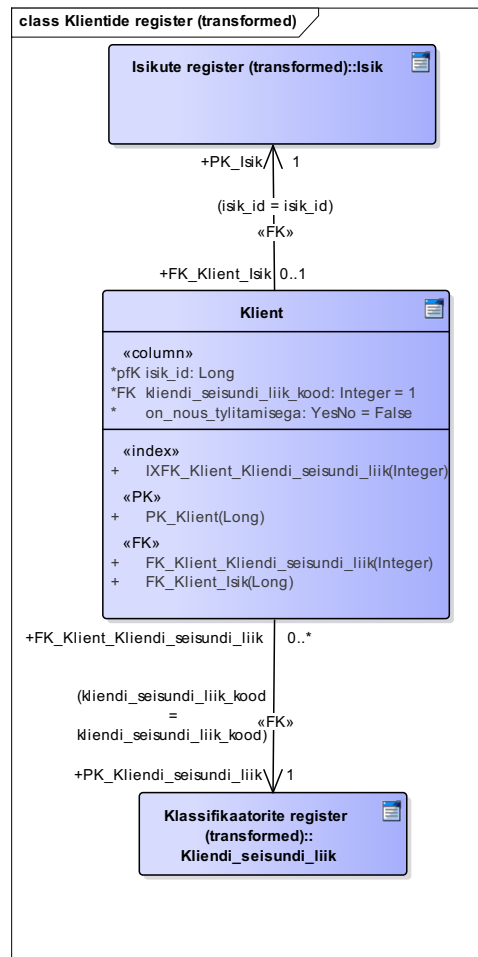 class Klientide register (transformed)
Isikute register (transformed)::Isik
+PK_Isik 1
(isik_id = isik_id)
«FK»
+FK_Klient_Isik 0..1
Klient
«column»
*pfK isik_id: Long
*FK kliendi_seisundi_liik_kood: Integer = 1
* on_nous_tylitamisega: YesNo = False
«index»
+ IXFK_Klient_Kliendi_seisundi_liik(Integer)
«PK»
+ PK_Klient(Long)
«FK»
+ FK_Klient_Kliendi_seisundi_liik(Integer)
+ FK_Klient_Isik(Long)
+FK_Klient_Kliendi_seisundi_liik 0..*
(kliendi_seisundi_liik_kood
=
«FK»
kliendi_seisundi_liik_kood)
+PK_Kliendi_seisundi_liik 1
Klassifikaatorite register
(transformed)::
Kliendi_seisundi_liik